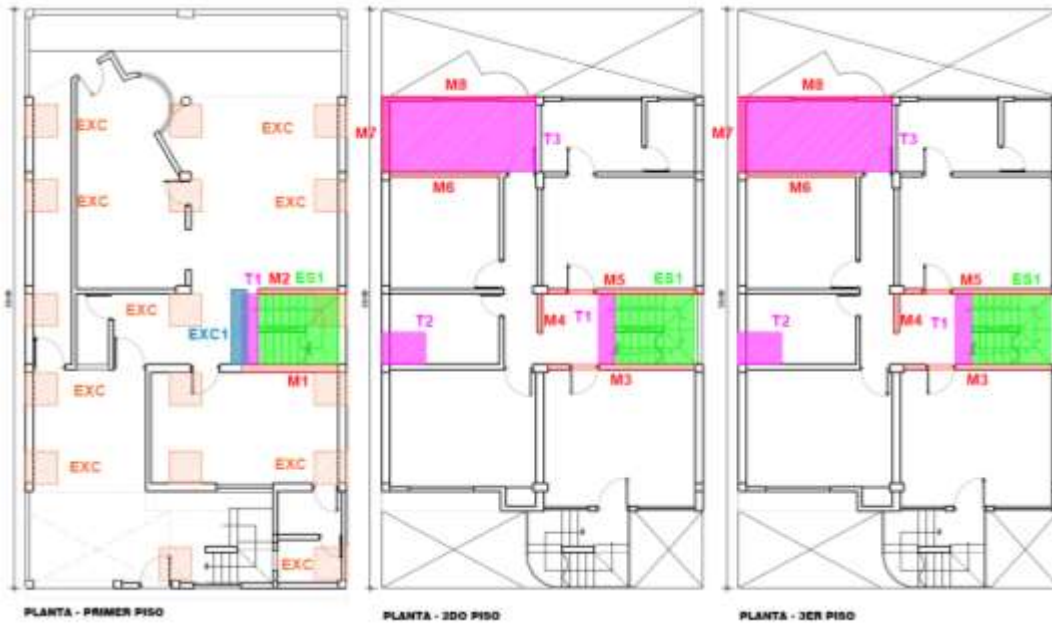 EXC
EXC
EXC
EXC
EXC
T1 M2 ES1
EXC1
M1
EXC
EXC
EXC
EXC
PLANTA - PRIMER PISO
M8
M7
T3
M6
M5 ES1
M4 T1
T2
M3
PLANTA - 2DO PISO
M8
M7
T3
M6
M5 ES1
M4 T1
T2
M3
PLANTA - 3ER PISO